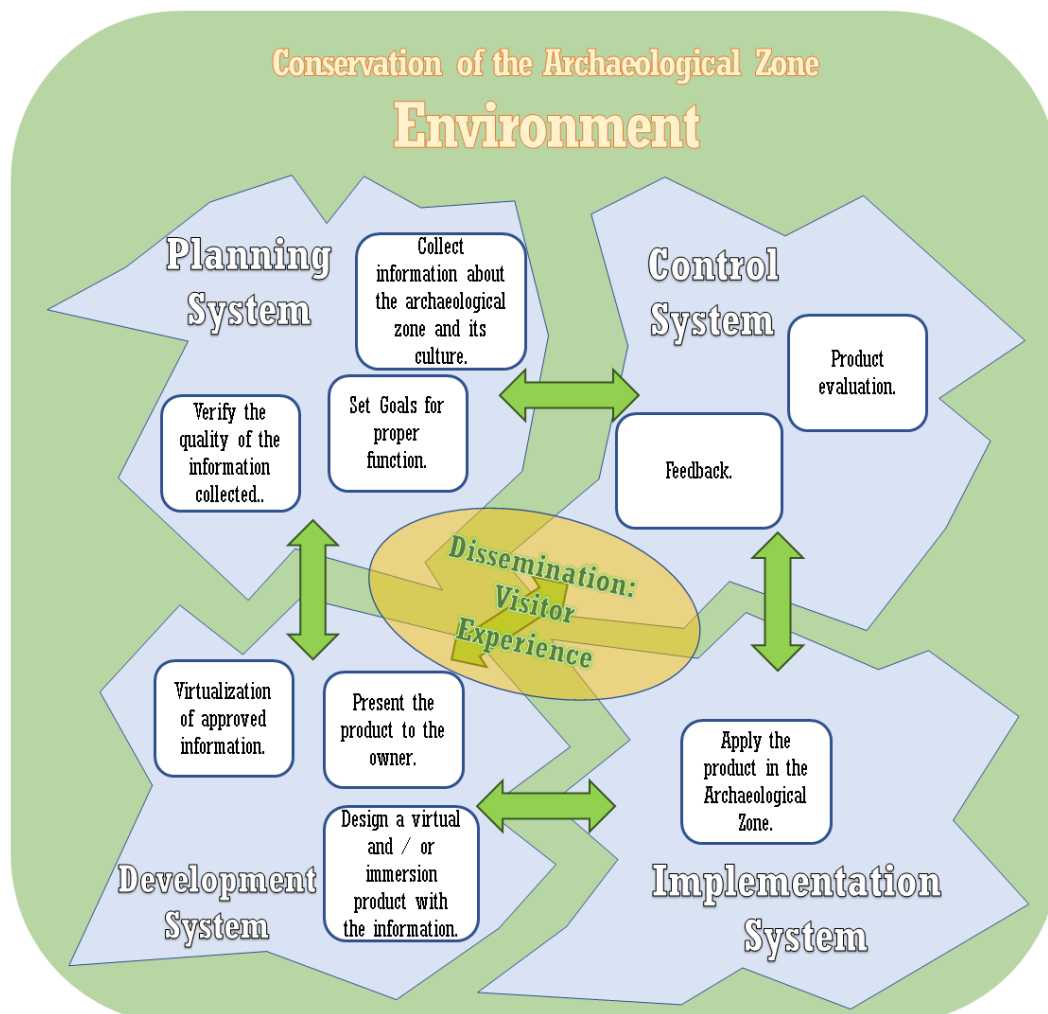 Conservation of the Archaeological Zone
Environment
Planning
System
Collect
information about
the archaeological
zone and its
culture.
Verify the
quality of the
information
collected..
Set Goals for
proper
function.
Control
System
Product
evaluation.
Feedback.
Dissemination:
Visitor
Experience
Virtualization
of approved
information.
Present the
product to the
owner.
Design a virtual
and / or
immersion
product with
the information.
Development
System
Apply the
product in the
Archaeological
Zone.
Implementation
System